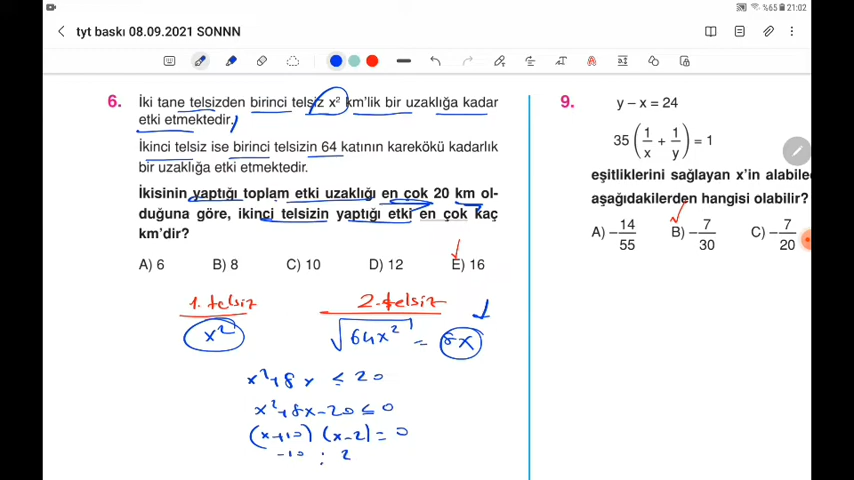 %65 21:02
tyt baskı 08.09.2021 SONNN
6. İki tane telsizden birinci telsiz x² km'lik bir uzaklığa kadar
etki etmektedir.
İkinci telsiz ise birinci telsizin 64 katının karekökü kadarlık
bir uzaklığa etki etmektedir.
İkisinin yaptığı toplam etki uzaklığı en çok 20 km ol-
duğuna göre, ikinci telsizin yaptığı etki en çok kaç
km'dir?
A) 6 B) 8 C) 10 D) 12 E) 16
1. telsiz 2. telsiz
x² √64x² = 8x
x²+8x ≤ 20
x²+8x-20 ≤ 0
(x+10) (x-2) = 0
-10 : 2
9. y – x = 24
35 (1/x + 1/y) = 1
eşitliklerini sağlayan x'in alabilec
aşağıdakilerden hangisi olabilir?
A) –14/55 B) –7/30 C) –7/20